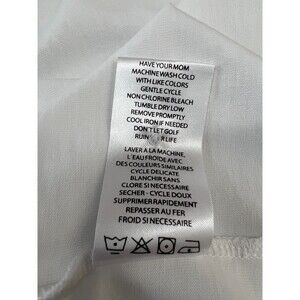 HAVE YOUR MOM
MACHINE WASH COLD
WITH LIKE COLORS
GENTLE CYCLE
NON CHLORINE BLEACH
TUMBLE DRY LOW
REMOVE PROMPTLY
COOL IRON IF NEEDED
DON'T LET GOLF
RUIN LIFE
LAVER A LA MACHINE,
L'EAU FROIDE AVEC
DES COULEURS SIMILAIRES
CYCLE DELICATE
BLANCHIR SANS
CLORE SI NECESSAIRE
SECHER - CYCLE DOUX
SUPPRIMER RAPIDEMENT
REPASSER AU FER
FROID SI NECESSAIRE